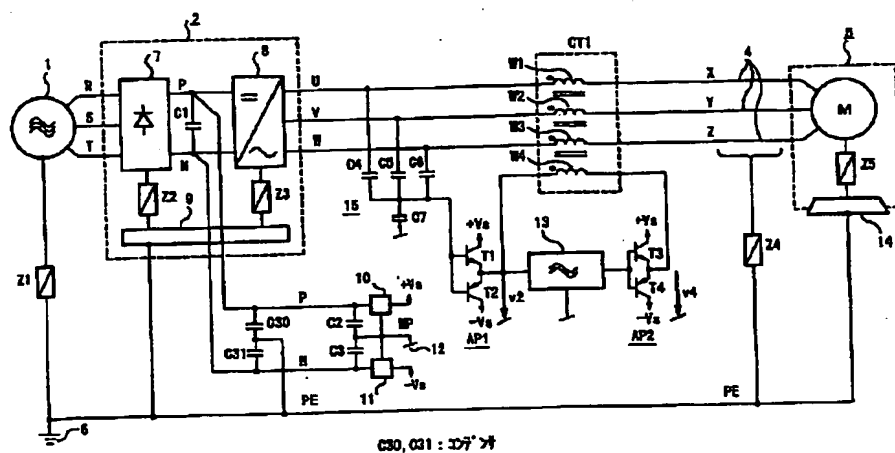 2
CT1
8
1
7
8
W1
X
4
R
P
U
W2
Y
S
C1
V
W3
Z
M
T
N
W
W4
C4
C5
C6
Z2
9
Z3
15
C7
+Vs
13
+Vs
Z5
T1
T3
14
Z1
10
+Vs
T2
v2
T4
v4
Z4
P
-Vs
-Vs
C30
C2
MP
AP1
AP2
C31
C3
12
N
11
-Vs
PE
PE
6
C30, C31 : コンデンサ